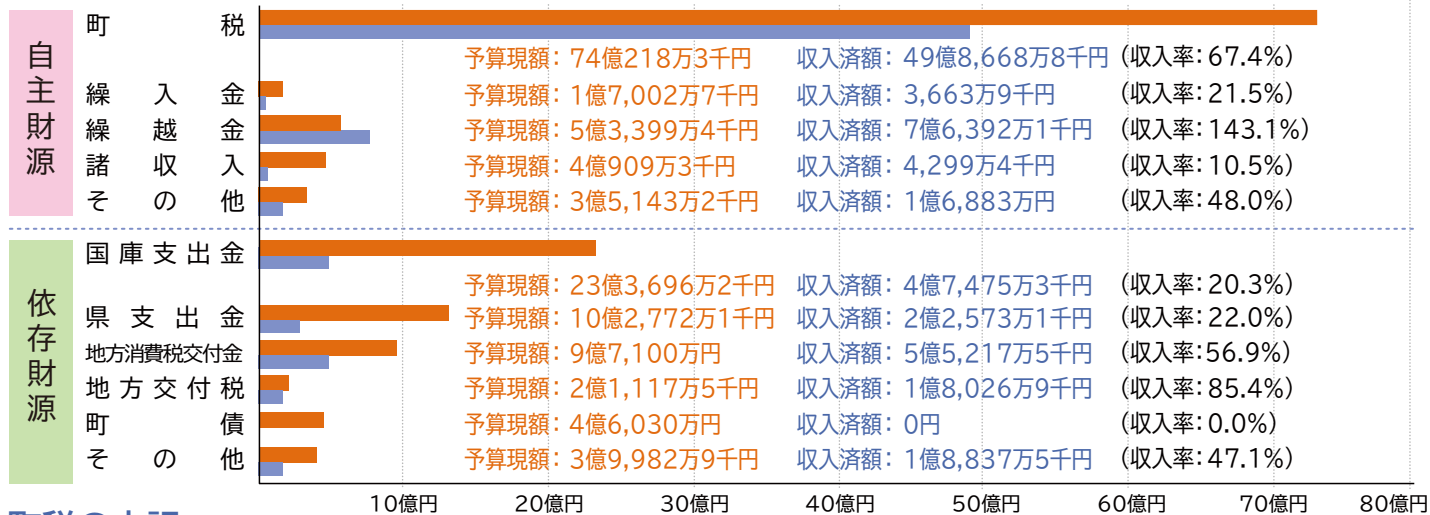 自主財源
町税
予算現額：74億218万3千円 収入済額：49億8,668万8千円（収入率：67.4%）
繰入金 予算現額：1億7,002万7千円 収入済額：3,663万9千円（収入率：21.5%）
繰越金 予算現額：5億3,399万4千円 収入済額：7億6,392万1千円（収入率：143.1%）
諸収入 予算現額：4億909万3千円 収入済額：4,299万4千円（収入率：10.5%）
その他 予算現額：3億5,143万2千円 収入済額：1億6,883万円（収入率：48.0%）
依存財源
国庫支出金
予算現額：23億3,696万2千円 収入済額：4億7,475万3千円（収入率：20.3%）
県支出金 予算現額：10億2,772万1千円 収入済額：2億2,573万1千円（収入率：22.0%）
地方消費税交付金 予算現額：9億7,100万円 収入済額：5億5,217万5千円（収入率：56.9%）
地方交付税 予算現額：2億1,117万5千円 収入済額：1億8,026万9千円（収入率：85.4%）
町債 予算現額：4億6,030万円 収入済額：0円（収入率：0.0%）
その他 予算現額：3億9,982万9千円 収入済額：1億8,837万5千円（収入率：47.1%）
10億円 20億円 30億円 40億円 50億円 60億円 70億円 80億円